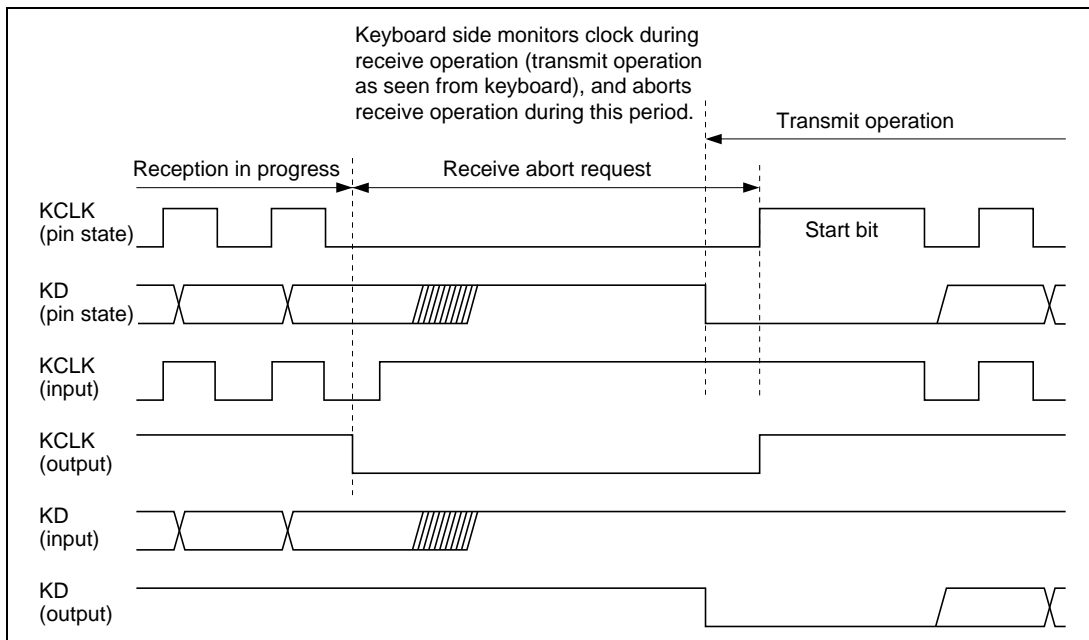 Keyboard side monitors clock during
receive operation (transmit operation
as seen from keyboard), and aborts
receive operation during this period.
Transmit operation
Reception in progress
Receive abort request
KCLK
(pin state)
Start bit
KD
(pin state)
KCLK
(input)
KCLK
(output)
KD
(input)
KD
(output)